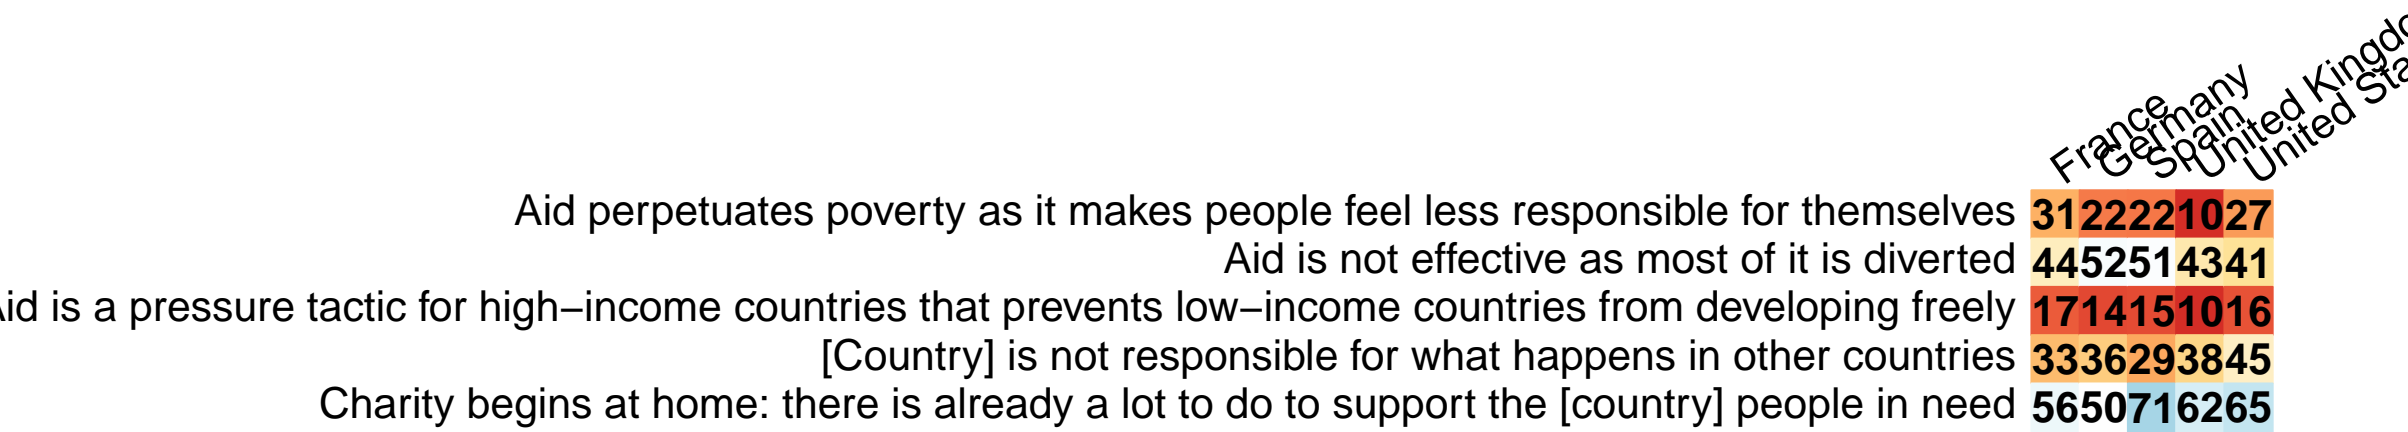 France Germany Spain United United
Aid perpetuates poverty as it makes people feel less responsible for themselves 31 22 22 10 27
Aid is not effective as most of it is diverted 44 52 51 43 41
is a pressure tactic for high−income countries that prevents low−income countries from developing freely 17 14 15 10 16
[Country] is not responsible for what happens in other countries 33 36 29 38 45
Charity begins at home: there is already a lot to do to support the [country] people in need 56 50 71 62 65